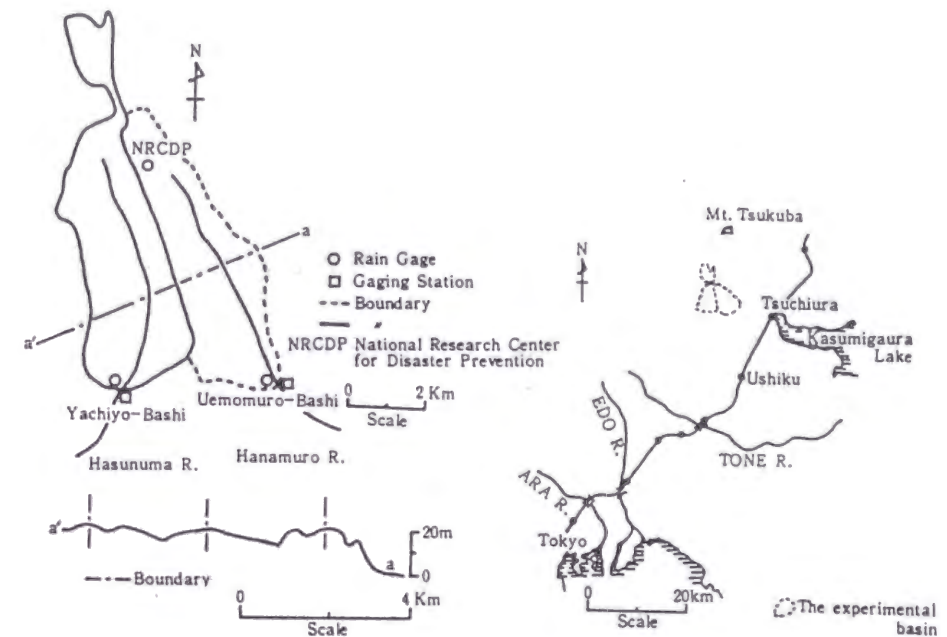 N
NRCDP
a
a'
Rain Gage
Gaging Station
Boundary
〃
NRCDP National Research Center
for Disaster Prevention
Yachiyo-Bashi
Uemomuro-Bashi
0 2 Km
Scale
Hasunuma R.
Hanamuro R.
a'
a
20m
0
Boundary
0 4 Km
Scale
Mt. Tsukuba
N
Tsuchiura
Kasumigaura
Lake
Ushiku
EDO R.
TONE R.
ARA R.
Tokyo
0 20km
Scale
The experimental
basin